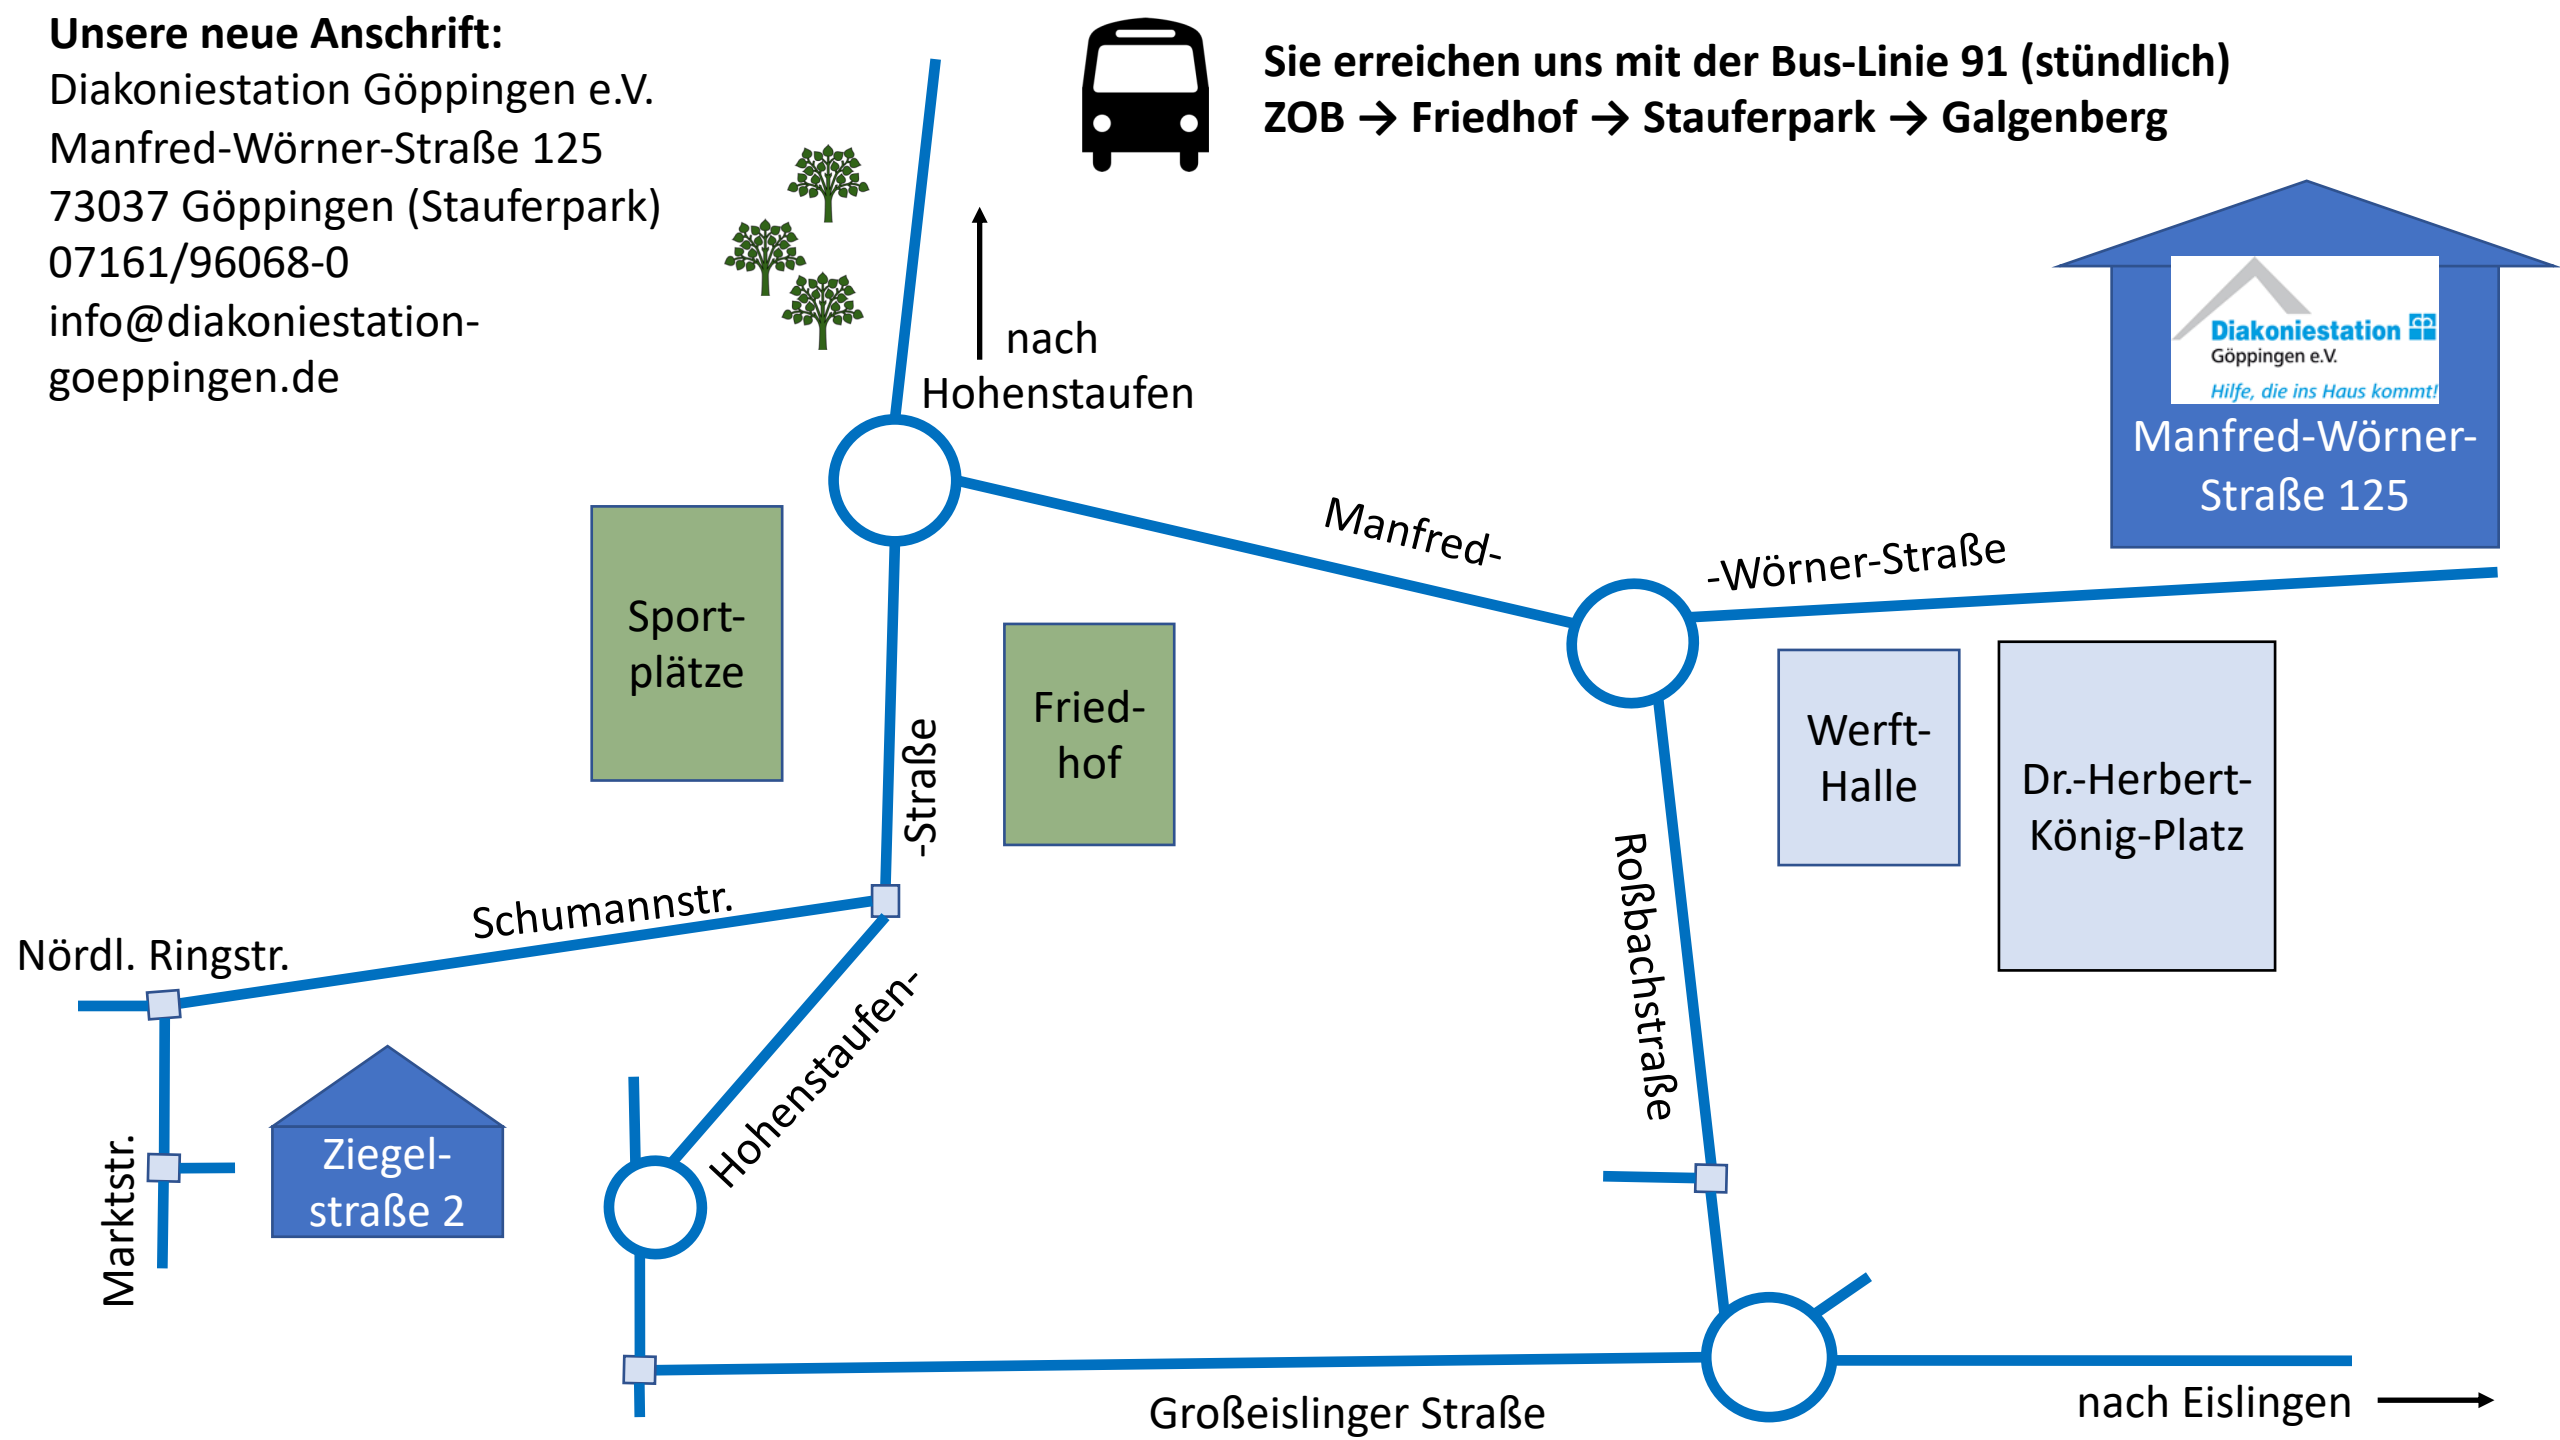 Unsere neue Anschrift:
Diakoniestation Göppingen e.V.
Manfred-Wörner-Straße 125
73037 Göppingen (Stauferpark)
07161/96068-0
info@diakoniestation-
goeppingen.de
Sie erreichen uns mit der Bus-Linie 91 (stündlich)
ZOB → Friedhof → Stauferpark → Galgenberg
nach
Hohenstaufen
Diakoniestation
Göppingen e.V.
Hilfe, die ins Haus kommt!
Manfred-Wörner-
Straße 125
Manfred-
-Wörner-Straße
Sport-
plätze
Fried-
hof
-Straße
Werft-
Halle
Dr.-Herbert-
König-Platz
Roßbachstraße
Schumannstr.
Nördl. Ringstr.
Hohenstaufen-
Marktstr.
Ziegel-
straße 2
Großeislinger Straße
nach Eislingen